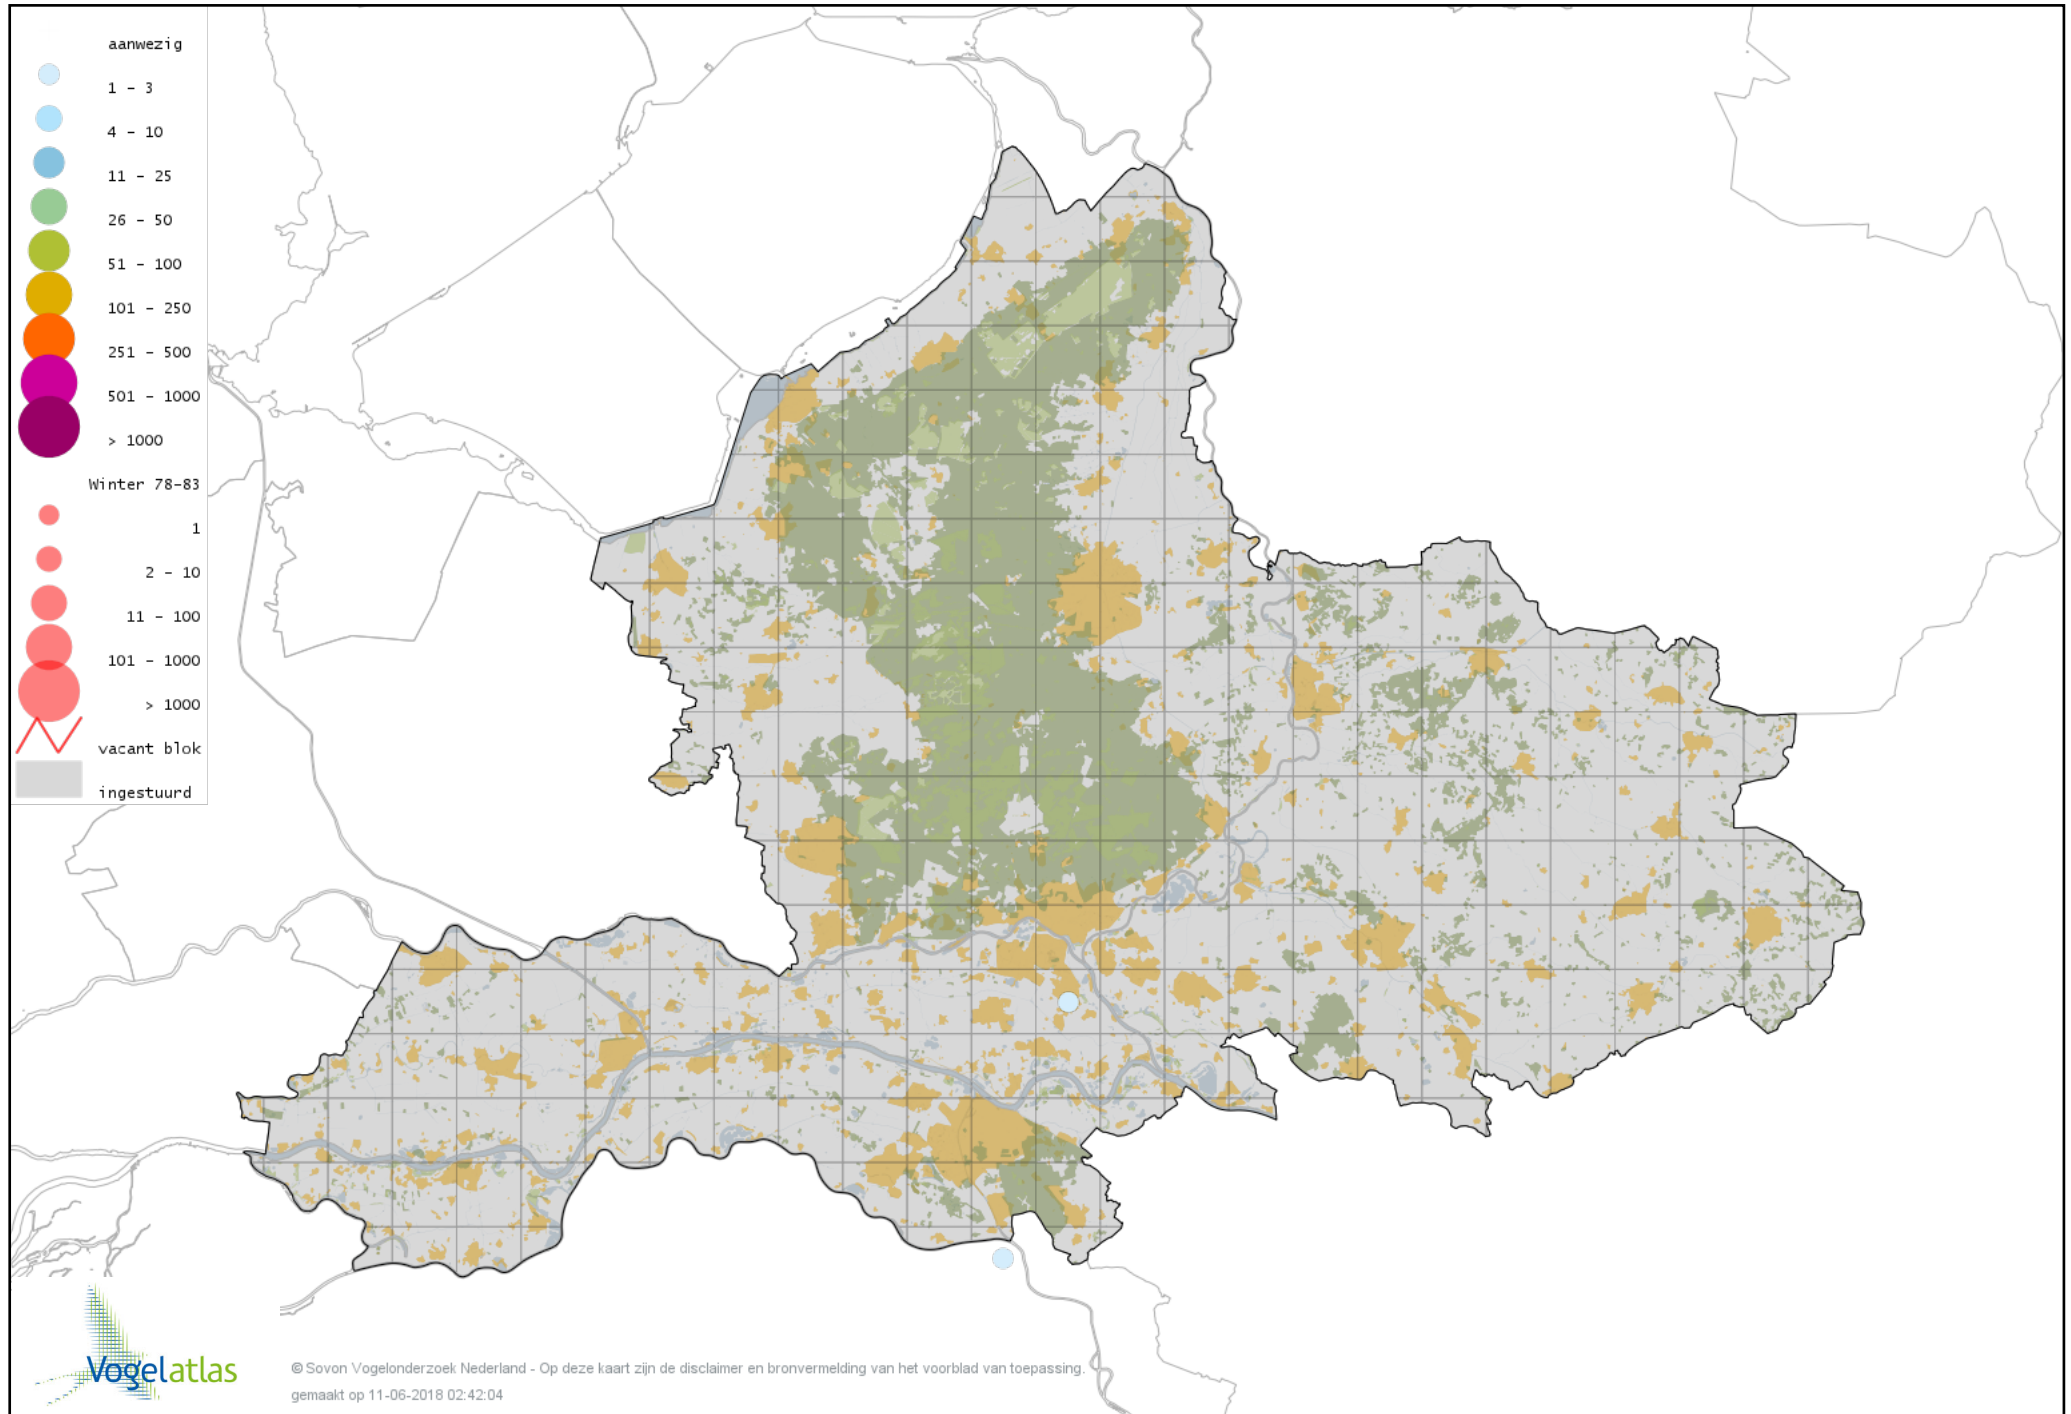 aanwezig
1 - 3
4 - 10
11 - 25
26 - 50
51 - 100
101 - 250
251 - 500
501 - 1000
> 1000
Winter 78-83
1
2 - 10
11 - 100
101 - 1000
> 1000
vacant blok
ingestuurd
Vogelatlas
© Sovon Vogelonderzoek Nederland - Op deze kaart zijn de disclaimer en bronvermelding van het voorblad van toepassing.
gemaakt op 11-06-2018 02:42:04